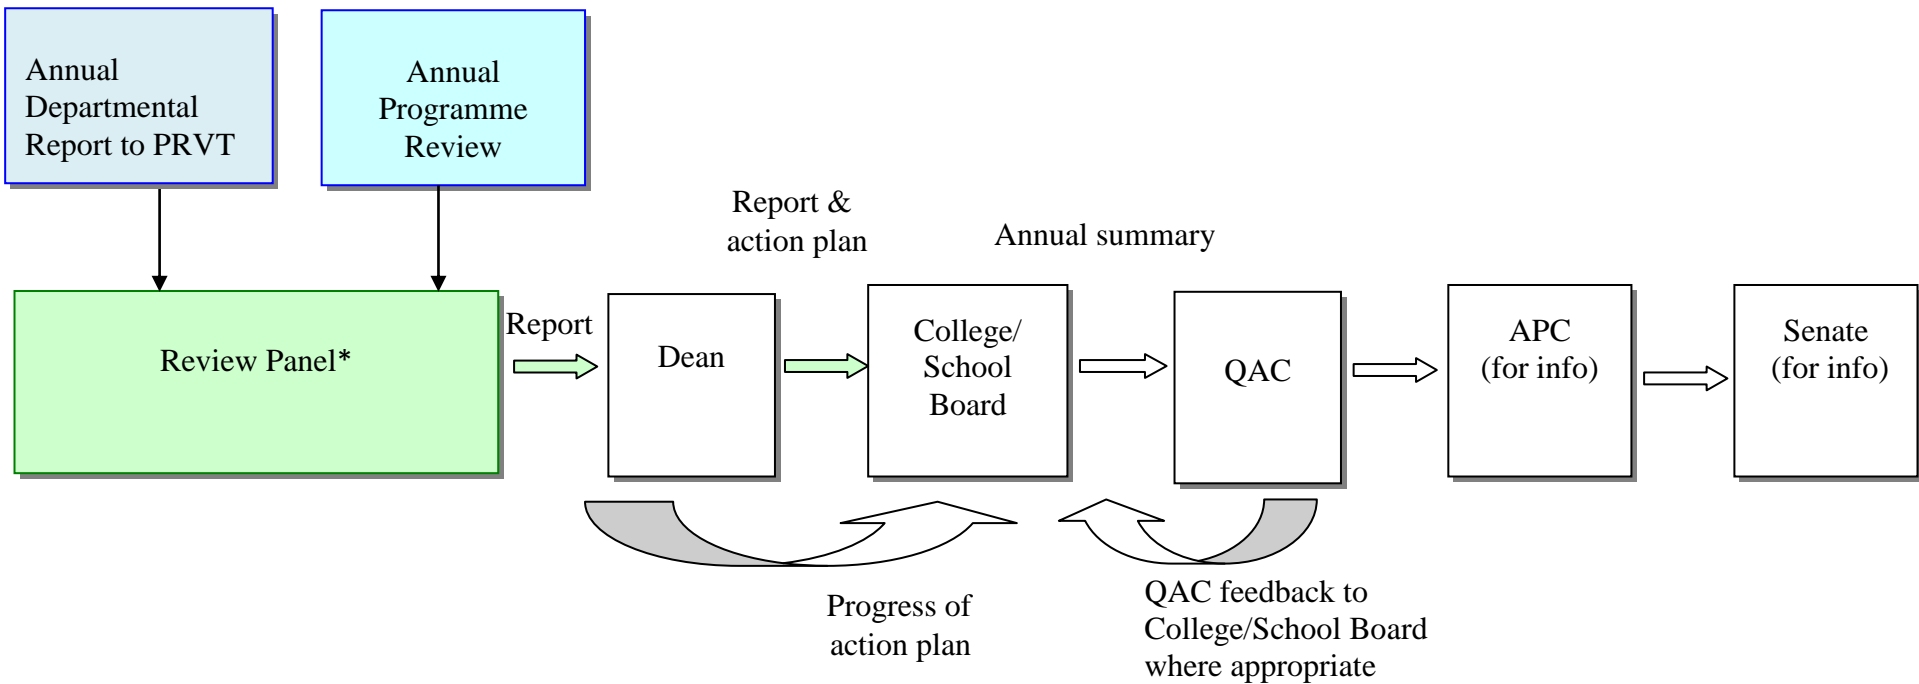 Annual
Departmental
Report to PRVT
Annual
Programme
Review
Report &
action plan
Annual summary
Review Panel*
Report
Dean
College/
School
Board
QAC
APC
(for info)
Senate
(for info)
Progress of
action plan
QAC feedback to
College/School Board
where appropriate